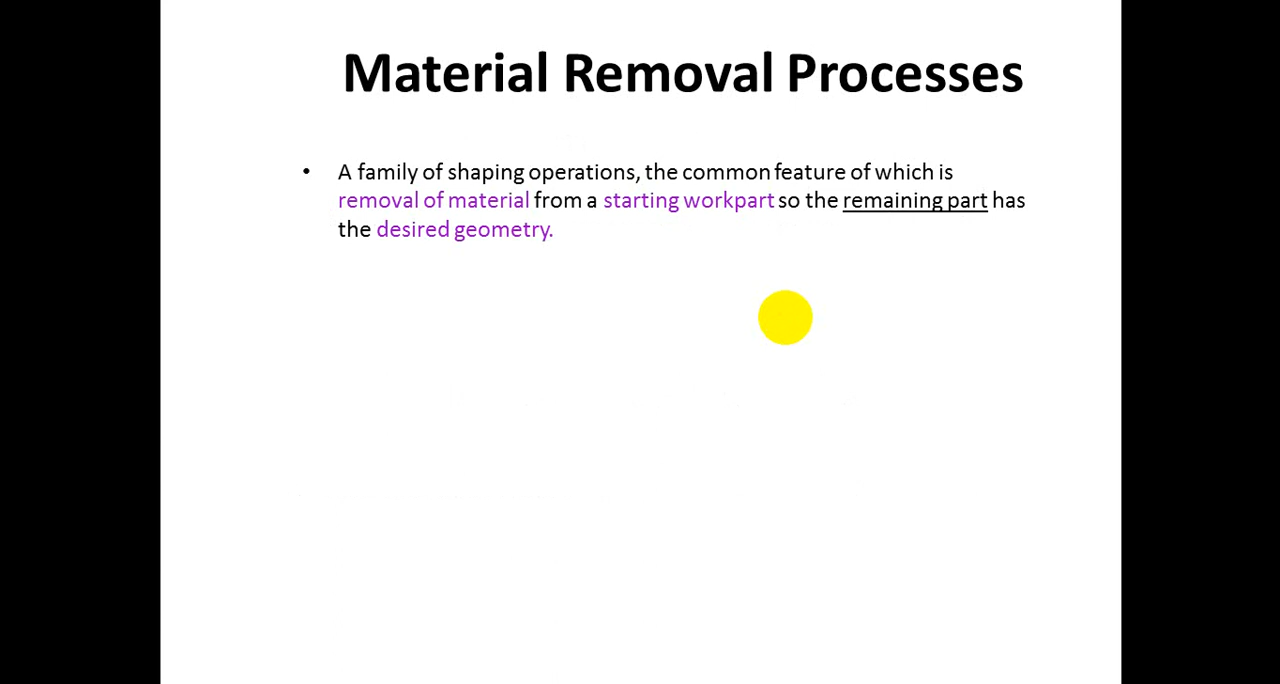 Material Removal Processes
• A family of shaping operations, the common feature of which is
removal of material from a starting workpart so the remaining part has
the desired geometry.